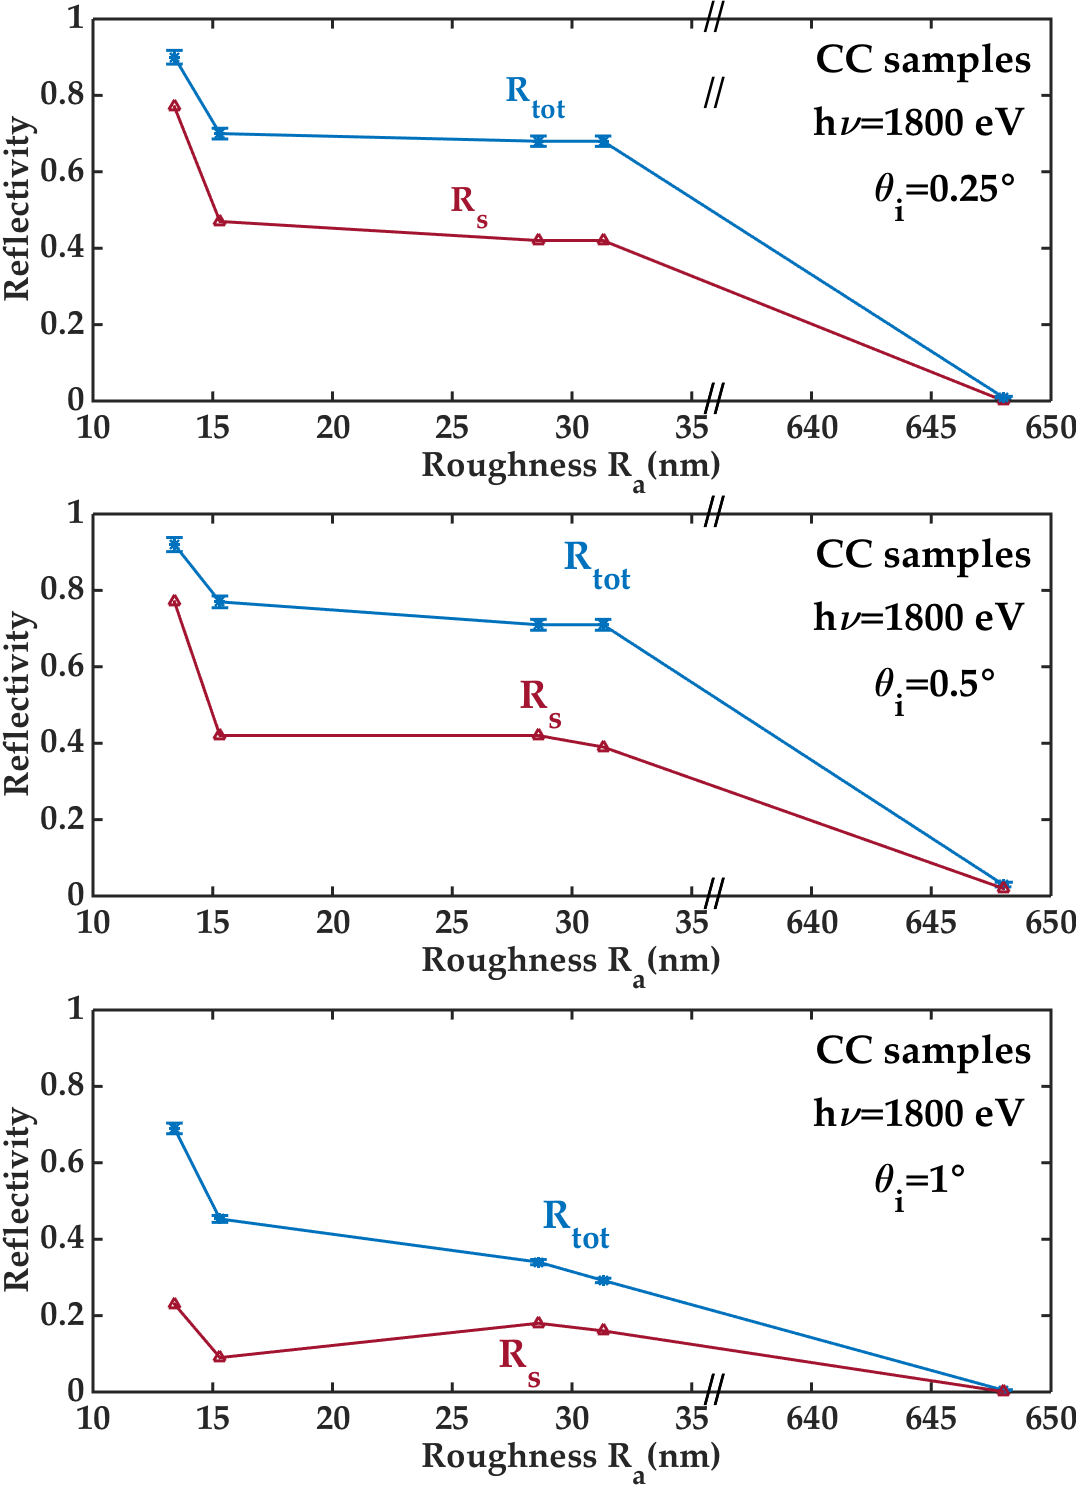 1
CC samples
0.8
R_tot
hν=1800 eV
0.6
R_s
θ_i=0.25°
0.4
0.2
0
Reflectivity
10 15 20 25 30 35 640 645 650
Roughness R_a(nm)
1
CC samples
R_tot
0.8
hν=1800 eV
0.6
R_s
θ_i=0.5°
0.4
0.2
0
Reflectivity
10 15 20 25 30 35 640 645 650
Roughness R_a(nm)
1
CC samples
0.8
hν=1800 eV
0.6
θ_i=1°
R_tot
0.4
0.2
R_s
0
Reflectivity
10 15 20 25 30 35 640 645 650
Roughness R_a(nm)